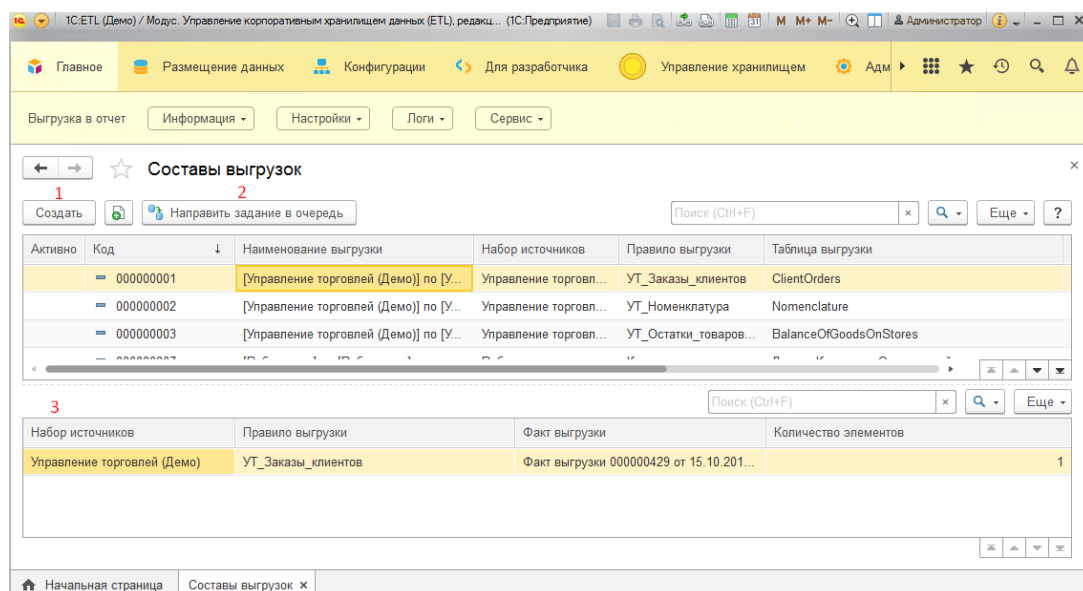 1С:ETL (Демо) / Модус. Управление корпоративным хранилищем данных (ETL), редакц... (1С:Предприятие) M M+ M- Администратор
Главное Размещение данных Конфигурации Для разработчика Управление хранилищем Адм
Выгрузка в отчет Информация Настройки Логи Сервис
Составы выгрузок
1 2
Создать Направить задание в очередь Поиск (Ctrl+F) × Еще ?
Активно Код ↓ Наименование выгрузки Набор источников Правило выгрузки Таблица выгрузки
000000001 [Управление торговлей (Демо)] по [У... Управление торговл... УТ_Заказы_клиентов ClientOrders
000000002 [Управление торговлей (Демо)] по [У... Управление торговл... УТ_Номенклатура Nomenclature
000000003 [Управление торговлей (Демо)] по [У... Управление торговл... УТ_Остатки_товаров... BalanceOfGoodsOnStores
3 Поиск (Ctrl+F) × Еще
Набор источников Правило выгрузки Факт выгрузки Количество элементов
Управление торговлей (Демо) УТ_Заказы_клиентов Факт выгрузки 000000429 от 15.10.201... 1
Начальная страница Составы выгрузок ×